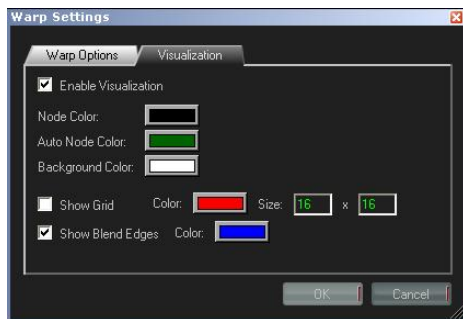 Warp Settings
Warp Options Visualization
Enable Visualization
Node Color:
Auto Node Color:
Background Color:
Show Grid Color: Size: 16 x 16
Show Blend Edges Color:
OK Cancel